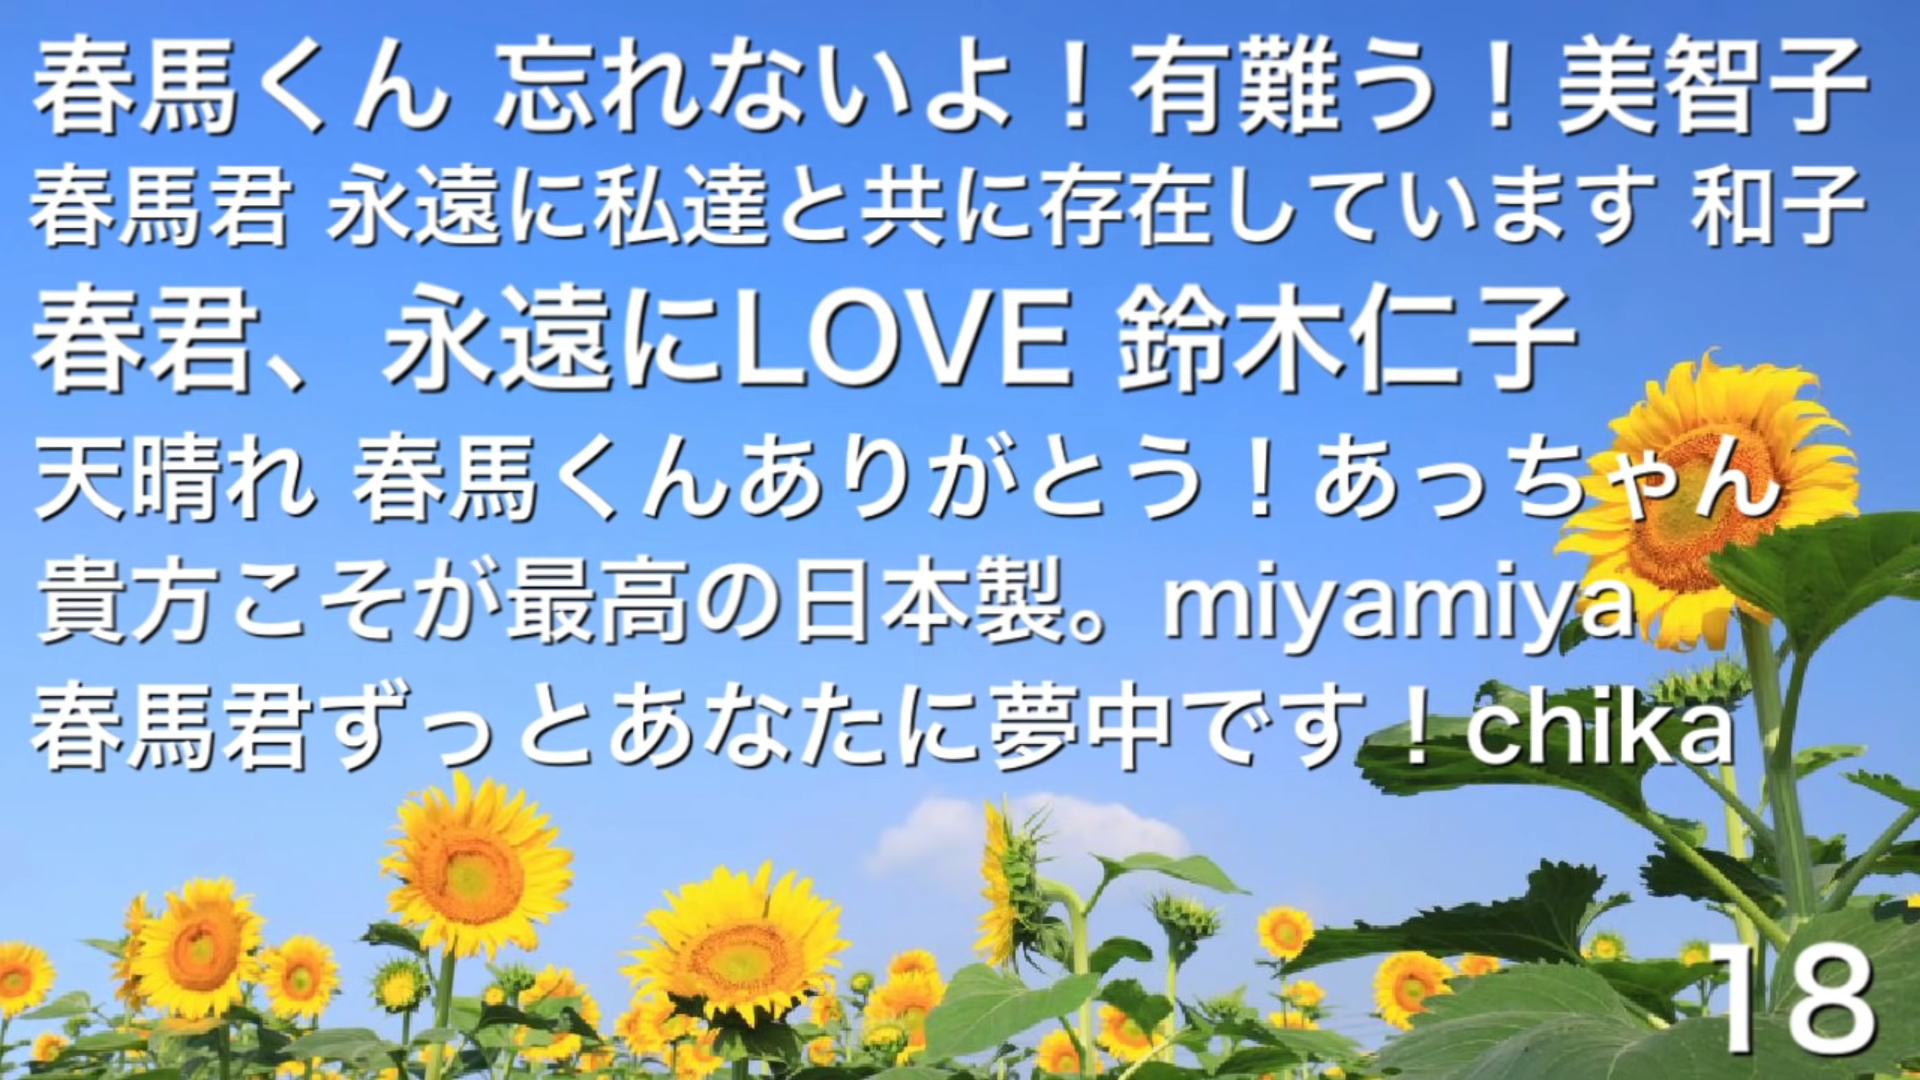 春馬くん 忘れないよ！有難う！美智子
春馬君 永遠に私達と共に存在しています 和子
春君、永遠にLOVE 鈴木仁子
天晴れ 春馬くんありがとう！あっちゃん
貴方こそが最高の日本製。miyamiya
春馬君ずっとあなたに夢中です！chika
18